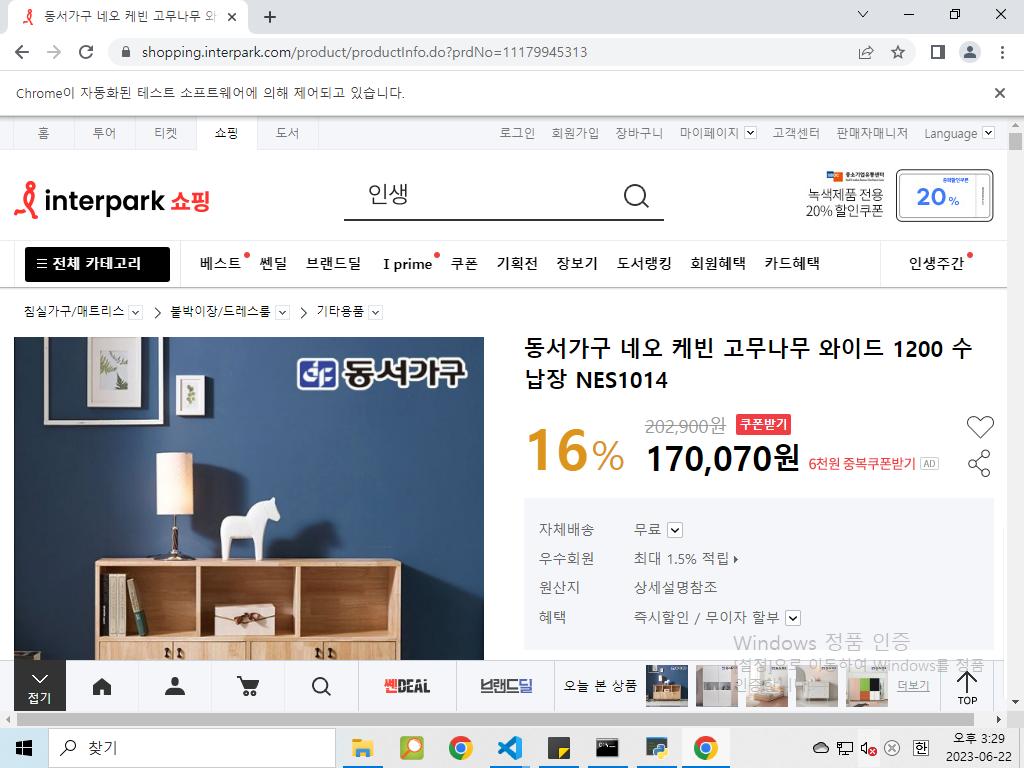 동서가구 네오 케빈 고무나무 와
shopping.interpark.com/product/productInfo.do?prdNo=11179945313
Chrome이 자동화된 테스트 소프트웨어에 의해 제어되고 있습니다.
홈 투어 티켓 쇼핑 도서 로그인 회원가입 장바구니 마이페이지 고객센터 판매자매니저 Language
interpark 쇼핑
인생
중소기업유통센터
녹색제품 전용
20% 할인쿠폰
중복할인쿠폰
20%
전체 카테고리 베스트 쎈딜 브랜드딜 I prime 쿠폰 기획전 장보기 도서랭킹 회원혜택 카드혜택 인생주간
침실가구/매트리스 > 붙박이장/드레스룸 > 기타용품
동서가구
동서가구 네오 케빈 고무나무 와이드 1200 수
납장 NES1014
16%
202,900원 쿠폰받기
170,070원 6천원 중복쿠폰받기 AD
자체배송 무료
우수회원 최대 1.5% 적립
원산지 상세설명참조
혜택 즉시할인 / 무이자 할부
Windows 정품 인증
[설정]으로 이동하여 Windows를 정품
인증합니다.
접기
쎈DEAL
브랜드딜
오늘 본 상품
더보기
TOP
찾기
한
오후 3:29
2023-06-22